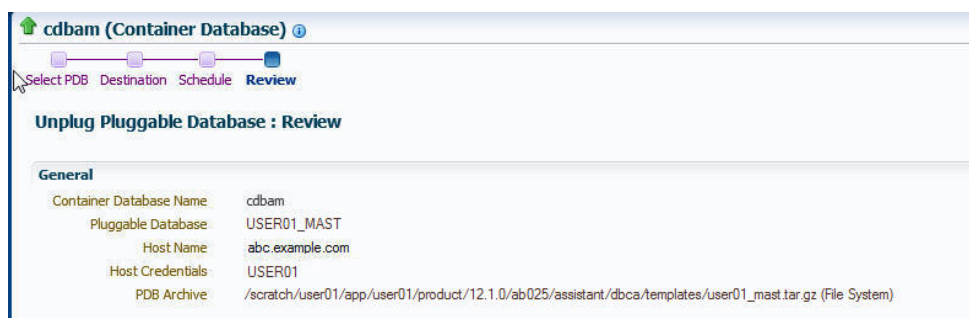 cdbam (Container Database)
Select PDB Destination Schedule Review
Unplug Pluggable Database : Review
General
Container Database Name cdbam
Pluggable Database USER01_MAST
Host Name abc.example.com
Host Credentials USER01
PDB Archive /scratch/user01/app/user01/product/12.1.0/ab025/assistant/dbca/templates/user01_mast.tar.gz (File System)